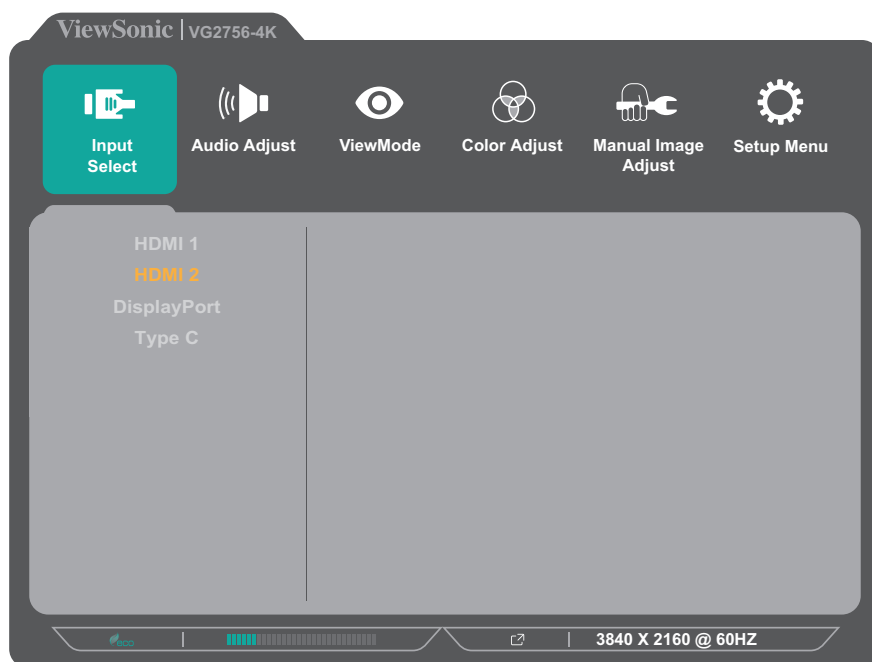 ViewSonic | VG2756-4K
Input Select
Audio Adjust
ViewMode
Color Adjust
Manual Image Adjust
Setup Menu
HDMI 1
HDMI 2
DisplayPort
Type C
eco
3840 X 2160 @ 60HZ